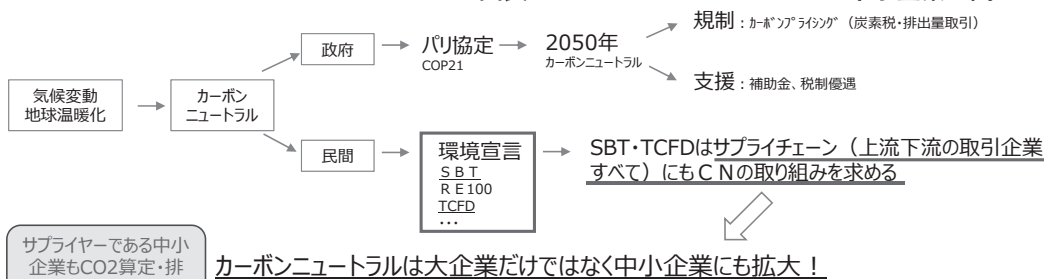 規制：ｶｰﾎﾞﾝﾌﾟﾗｲｼﾝｸﾞ（炭素税・排出量取引）
政府
パリ協定
COP21
2050年
カーボンニュートラル
支援：補助金、税制優遇
気候変動
地球温暖化
カーボン
ニュートラル
民間
環境宣言
ＳＢＴ
ＲＥ100
TCFD
…
SBT・TCFDはサプライチェーン（上流下流の取引企業
すべて）にもＣＮの取り組みを求める
サプライヤーである中小
企業もCO2算定・排
カーボンニュートラルは大企業だけではなく中小企業にも拡大！